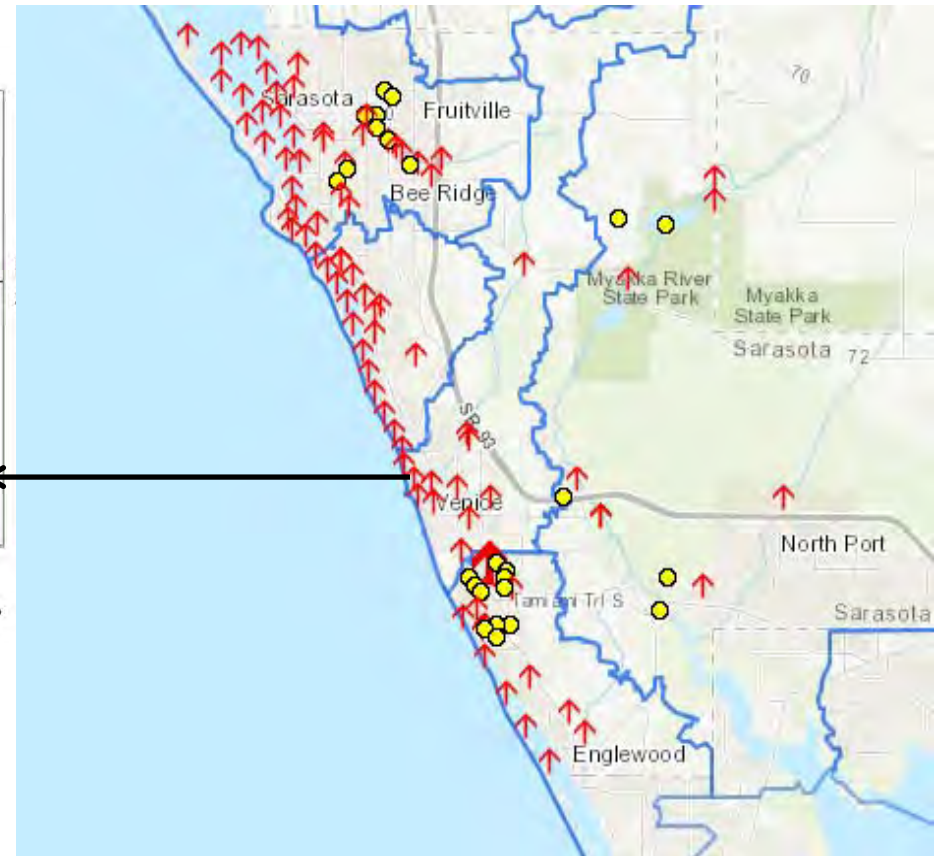 70
Sarasota
Fruitville
Bee Ridge
Myakka River
State Park
Myakka
State Park
Sarasota
72
SR 93
Venice
North Port
Tamiami Trl S
Sarasota
Englewood